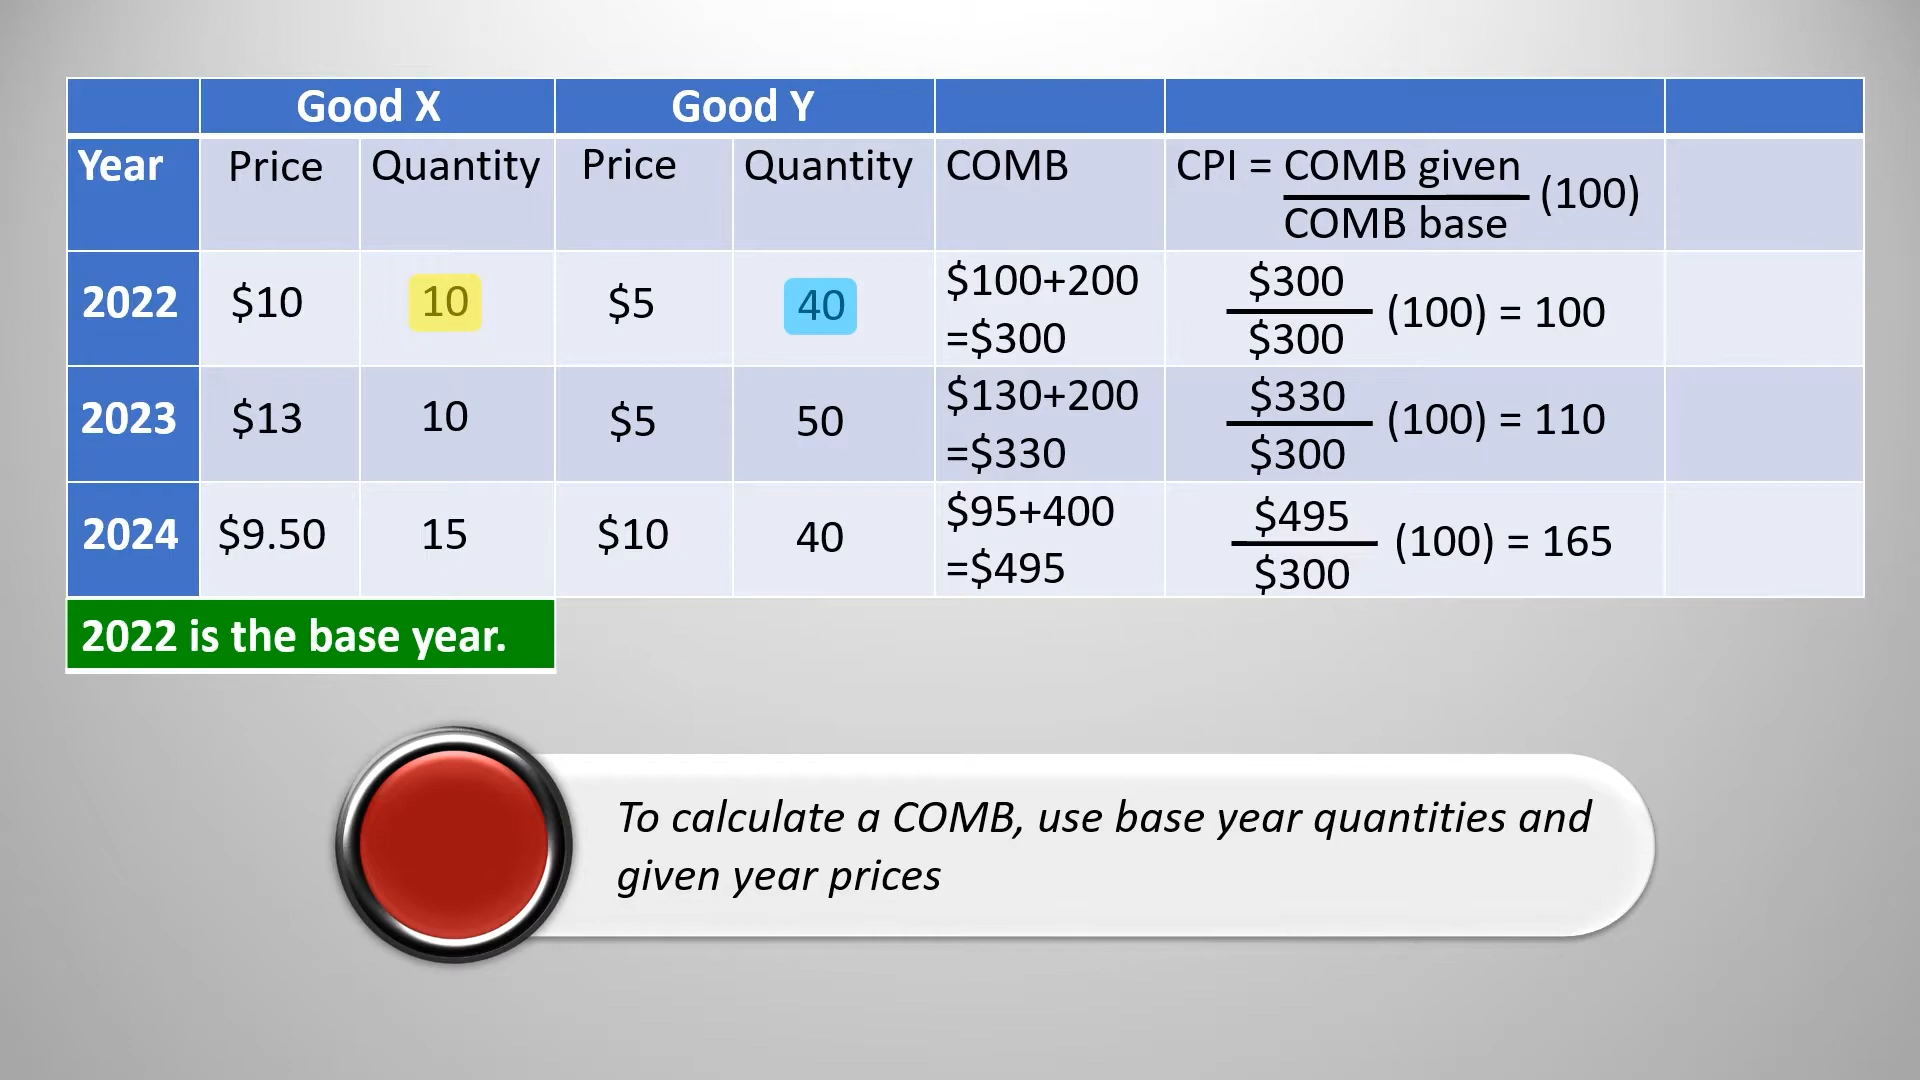 Good X Good Y
Year Price Quantity Price Quantity COMB CPI = COMB given (100)
COMB base
2022 $10 10 $5 40 $100+200 $300 (100) = 100
=$300 $300
2023 $13 10 $5 50 $130+200 $330 (100) = 110
=$330 $300
2024 $9.50 15 $10 40 $95+400 $495 (100) = 165
=$495 $300
2022 is the base year.
To calculate a COMB, use base year quantities and
given year prices